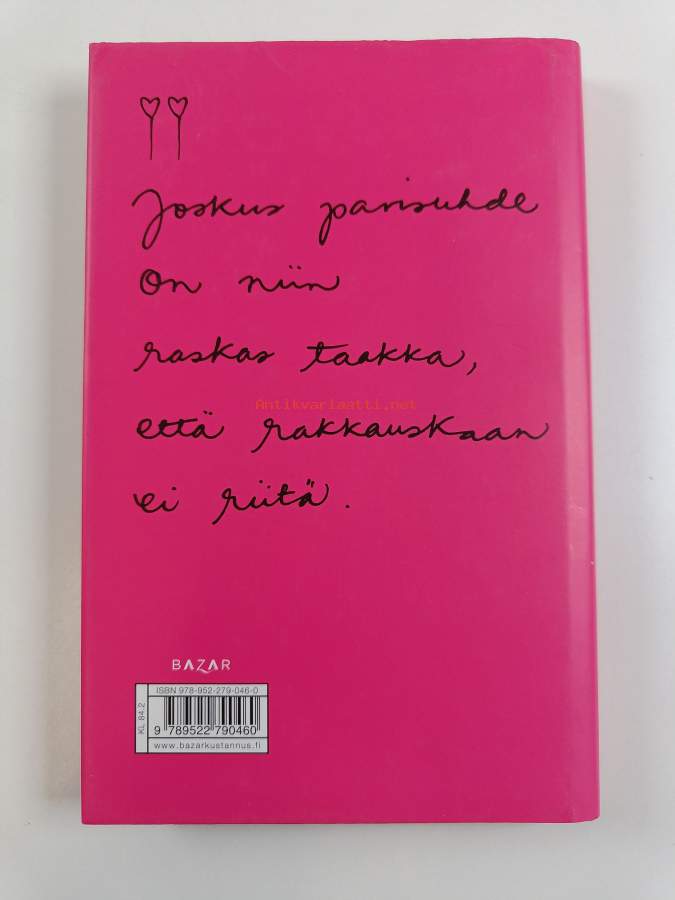 Joskus parisuhde
on niin
raskas taakka,
Antikvariaatti.net
että rakkauskaan
ei riitä.
BAZAR
KL 84.2
ISBN 978-952-279-046-0
9 789522 790460
www.bazarkustannus.fi